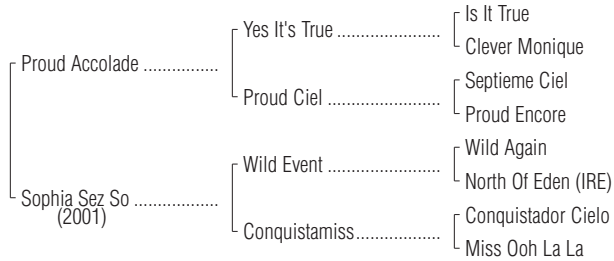 Is It True
Yes It's True ..................
Clever Monique
Proud Accolade .............
Septieme Ciel
Proud Ciel ......................
Proud Encore
Wild Again
Wild Event ......................
North Of Eden (IRE)
Sophia Sez So ...............
(2001)
Conquistador Cielo
Conquistamiss.................
Miss Ooh La La